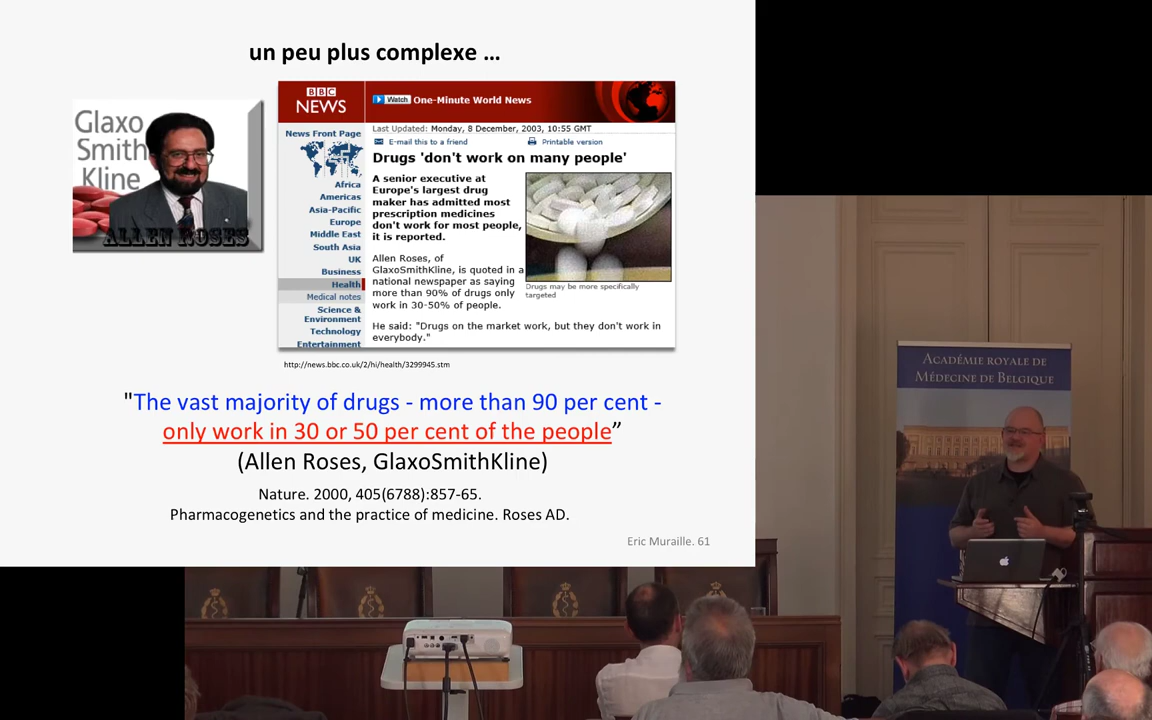 un peu plus complexe ...
Glaxo
Smith
Kline
ALLEN ROSES
BBC
NEWS
Watch One-Minute World News
Last Updated: Monday, 8 December, 2003, 10:55 GMT
E-mail this to a friend
Printable version
News Front Page
Africa
Americas
Asia-Pacific
Europe
Middle East
South Asia
UK
Business
Health
Medical notes
Science &
Environment
Technology
Entertainment
Drugs 'don't work on many people'
A senior executive at
Europe's largest drug
maker has admitted most
prescription medicines
don't work for most people,
it is reported.
Allen Roses, of
GlaxoSmithKline, is quoted in a
national newspaper as saying
more than 90% of drugs only
work in 30-50% of people.
Drugs may be more specifically
targeted
He said: "Drugs on the market work, but they don't work in
everybody."
http://news.bbc.co.uk/2/hi/health/3299945.stm
"The vast majority of drugs - more than 90 per cent -
only work in 30 or 50 per cent of the people”
(Allen Roses, GlaxoSmithKline)
Nature. 2000, 405(6788):857-65.
Pharmacogenetics and the practice of medicine. Roses AD.
Eric Muraille. 61
Académie royale de
Médecine de Belgique